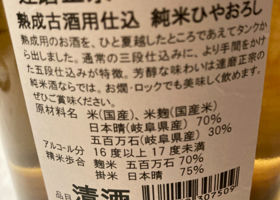 熟成古酒用仕込 純米ひやおろし
熟成用のお酒を、ひと夏越したところであえてタンクか
ら出しました。通常の三段仕込みに、より手間をかけ
た五段仕込みが特徴。芳醇な味わいは達磨正宗の
ならでは、お燗・ロックでも美味しく飲めます。
原材料名 米(国産)、米麹(国産米)
日本晴(岐阜県産) 70%
五百万石(岐阜県産) 30%
アルコール分 16度以上17度未満
精米歩合 麹米 五百万石 70%
掛米 日本晴 75%
品目 清酒
307509